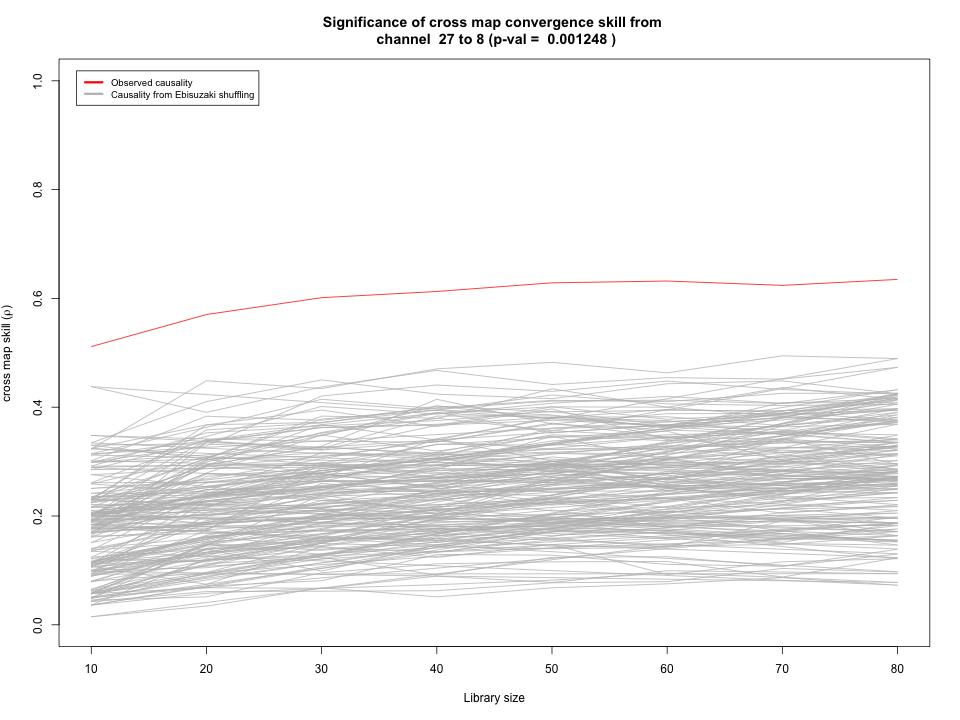 Significance of cross map convergence skill from
channel  27 to 8 (p-val =  0.001248 )
Observed causality
Causality from Ebisuzaki shuffling
cross map skill (ρ)
1.0
0.8
0.6
0.4
0.2
0.0
10 20 30 40 50 60 70 80
Library size